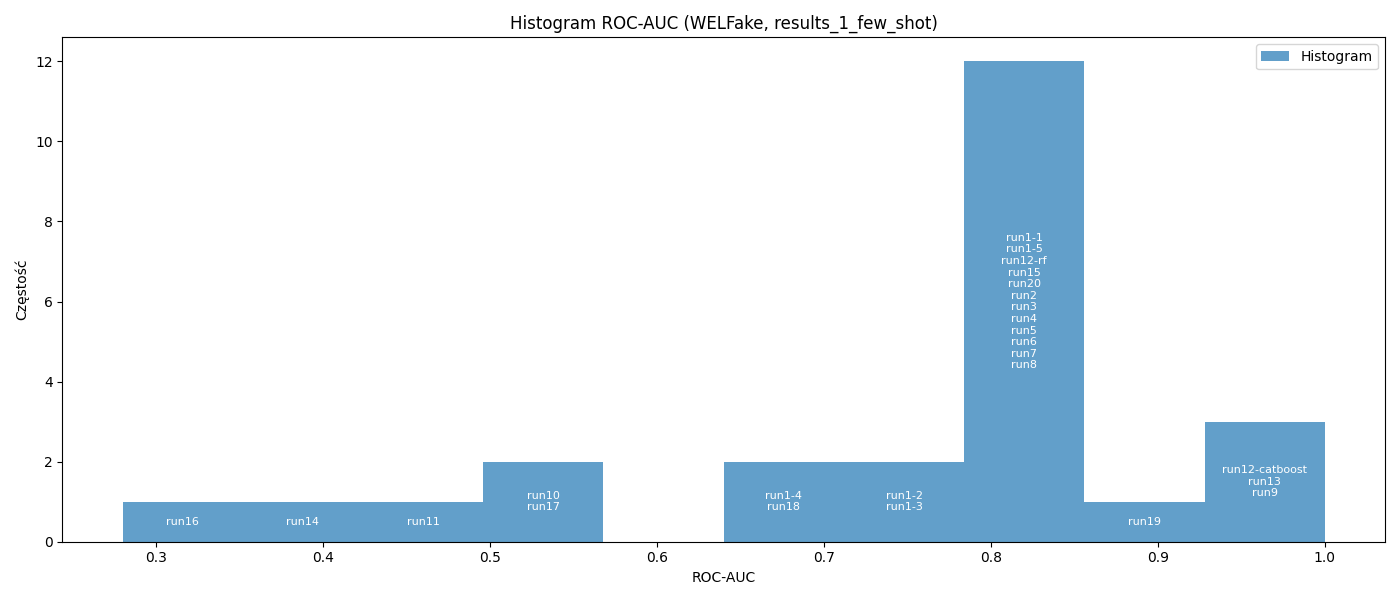 Histogram ROC-AUC (WELFake, results_1_few_shot)
Histogram
Częstość
12
10
8
6
4
2
0
run1-1
run1-5
run12-rf
run15
run20
run2
run3
run4
run5
run6
run7
run8
run12-catboost
run13
run9
run10
run17
run1-4
run18
run1-2
run1-3
run16
run14
run11
run19
0.3
0.4
0.5
0.6
0.7
0.8
0.9
1.0
ROC-AUC